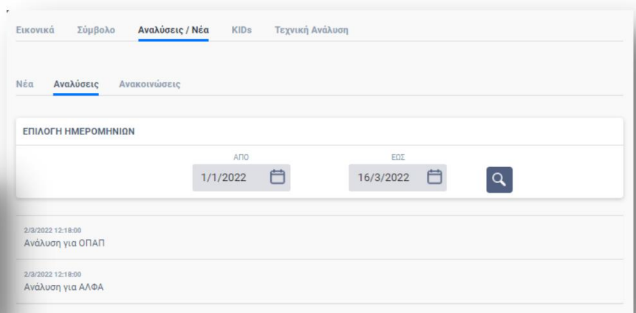 Εικονικά Σύμβολο Αναλύσεις / Νέα KIDs Τεχνική Ανάλυση
Νέα Αναλύσεις Ανακοινώσεις
ΕΠΙΛΟΓΗ ΗΜΕΡΟΜΗΝΙΩΝ
ΑΠΟ ΕΩΣ
1/1/2022 16/3/2022
2/3/2022 12:18:00
Ανάλυση για ΟΠΑΠ
2/3/2022 12:18:00
Ανάλυση για ΑΛΦΑ